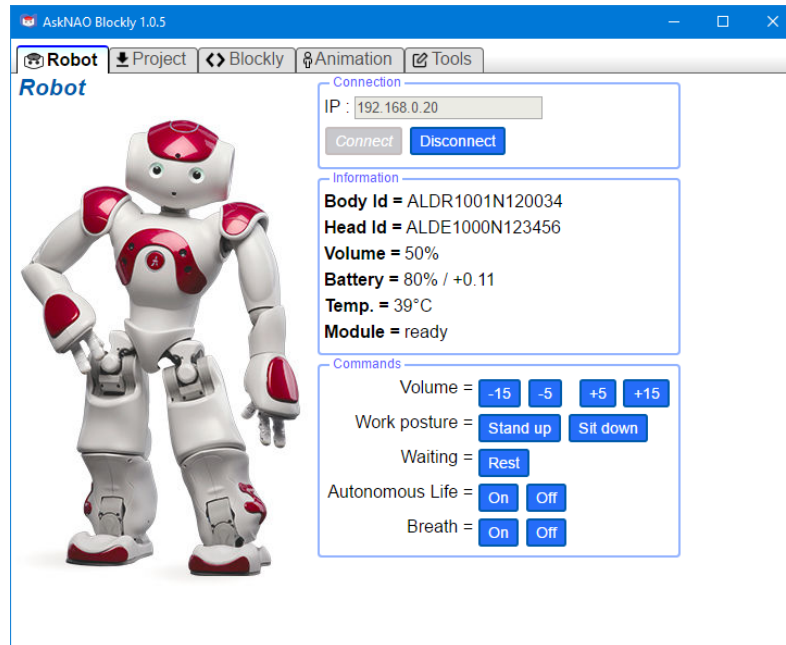 AskNAO Blockly 1.0.5
Robot Project Blockly Animation Tools
Robot
Connection
IP : 192.168.0.20
Connect Disconnect
Information
Body Id = ALDR1001N120034
Head Id = ALDE1000N123456
Volume = 50%
Battery = 80% / +0.11
Temp. = 39°C
Module = ready
Commands
Volume = -15 -5 +5 +15
Work posture = Stand up Sit down
Waiting = Rest
Autonomous Life = On Off
Breath = On Off